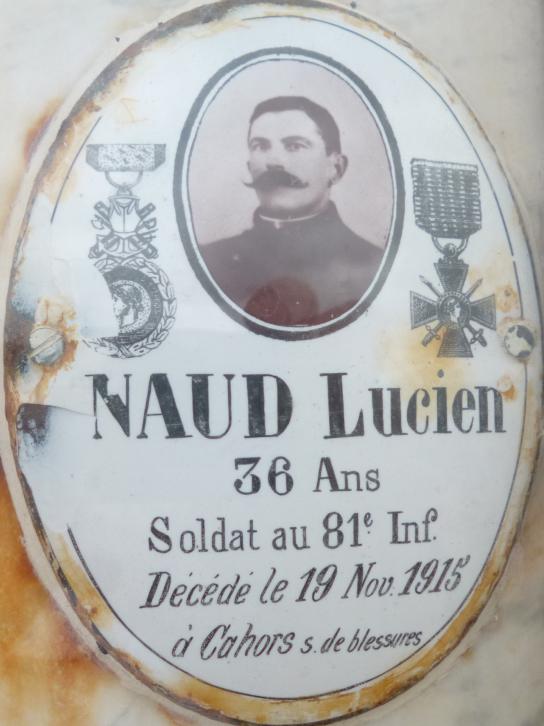 NAUD Lucien
36 Ans
Soldat au 81e Inf.
Décédé le 19 Nov. 1915
à Cahors s. de blessures